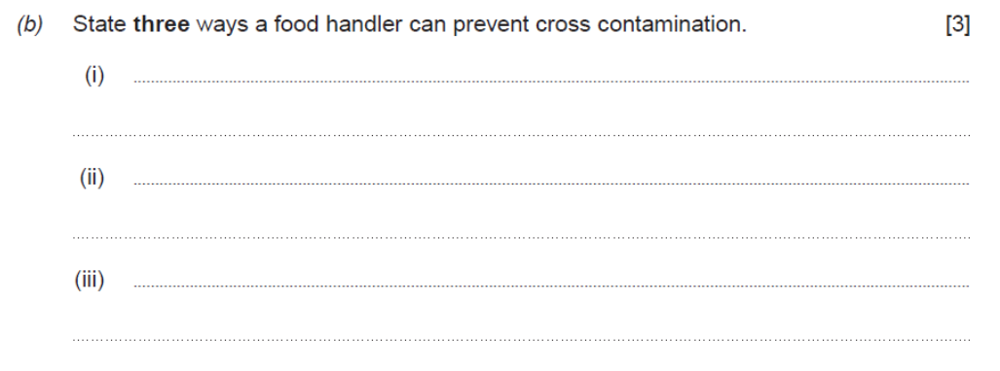 (b) State three ways a food handler can prevent cross contamination. [3]
(i)
(ii)
(iii)